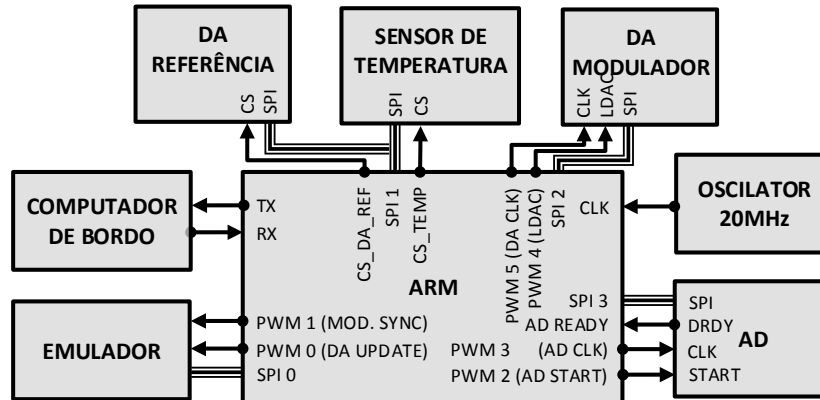 DA
REFERÊNCIA
CS
SPI
SENSOR DE
TEMPERATURA
SPI
CS
DA
MODULADOR
CLK
LDAC
SPI
COMPUTADOR
DE BORDO
TX
RX
CS_DA_REF
SPI 1
CS_TEMP
PWM 5 (DA CLK)
PWM 4 (LDAC)
SPI 2
CLK
OSCILATOR
20MHz
ARM
EMULADOR
PWM 1 (MOD. SYNC)
PWM 0 (DA UPDATE)
SPI 0
SPI 3
AD READY
PWM 3 (AD CLK)
PWM 2 (AD START)
SPI
DRDY
CLK
START
AD